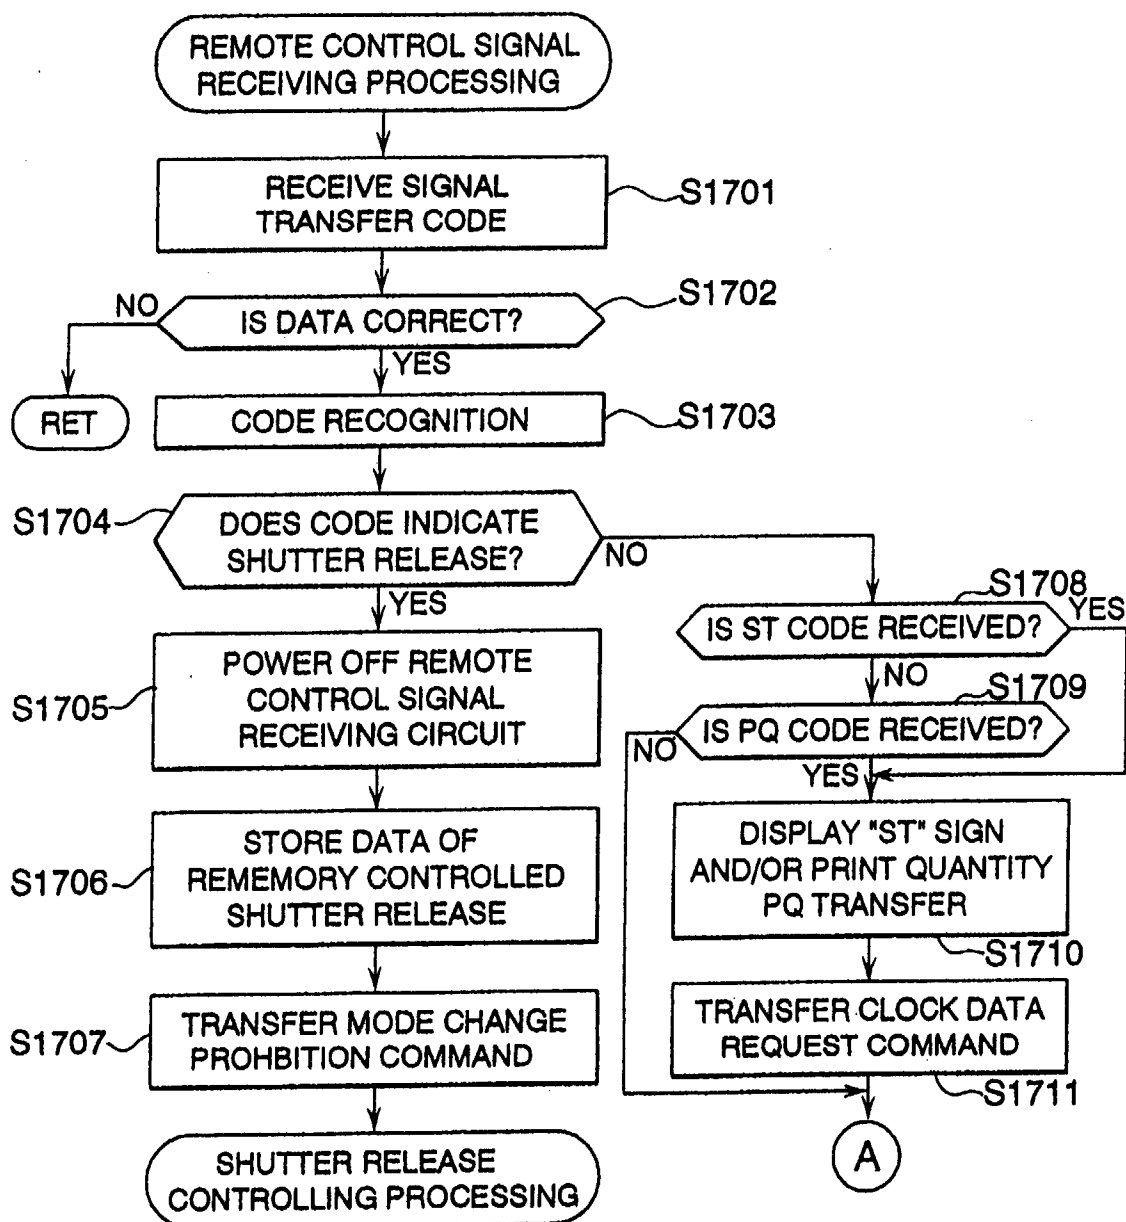 REMOTE CONTROL SIGNAL
RECEIVING PROCESSING
RECEIVE SIGNAL
TRANSFER CODE
S1701
IS DATA CORRECT?
S1702
NO
YES
RET
CODE RECOGNITION
S1703
S1704
DOES CODE INDICATE
SHUTTER RELEASE?
NO
YES
S1705
POWER OFF REMOTE
CONTROL SIGNAL
RECEIVING CIRCUIT
S1706
STORE DATA OF
REMEMORY CONTROLLED
SHUTTER RELEASE
S1707
TRANSFER MODE CHANGE
PROHBITION COMMAND
SHUTTER RELEASE
CONTROLLING PROCESSING
S1708
IS ST CODE RECEIVED?
YES
NO
S1709
IS PQ CODE RECEIVED?
NO
YES
DISPLAY "ST" SIGN
AND/OR PRINT QUANTITY
PQ TRANSFER
S1710
TRANSFER CLOCK DATA
REQUEST COMMAND
S1711
A